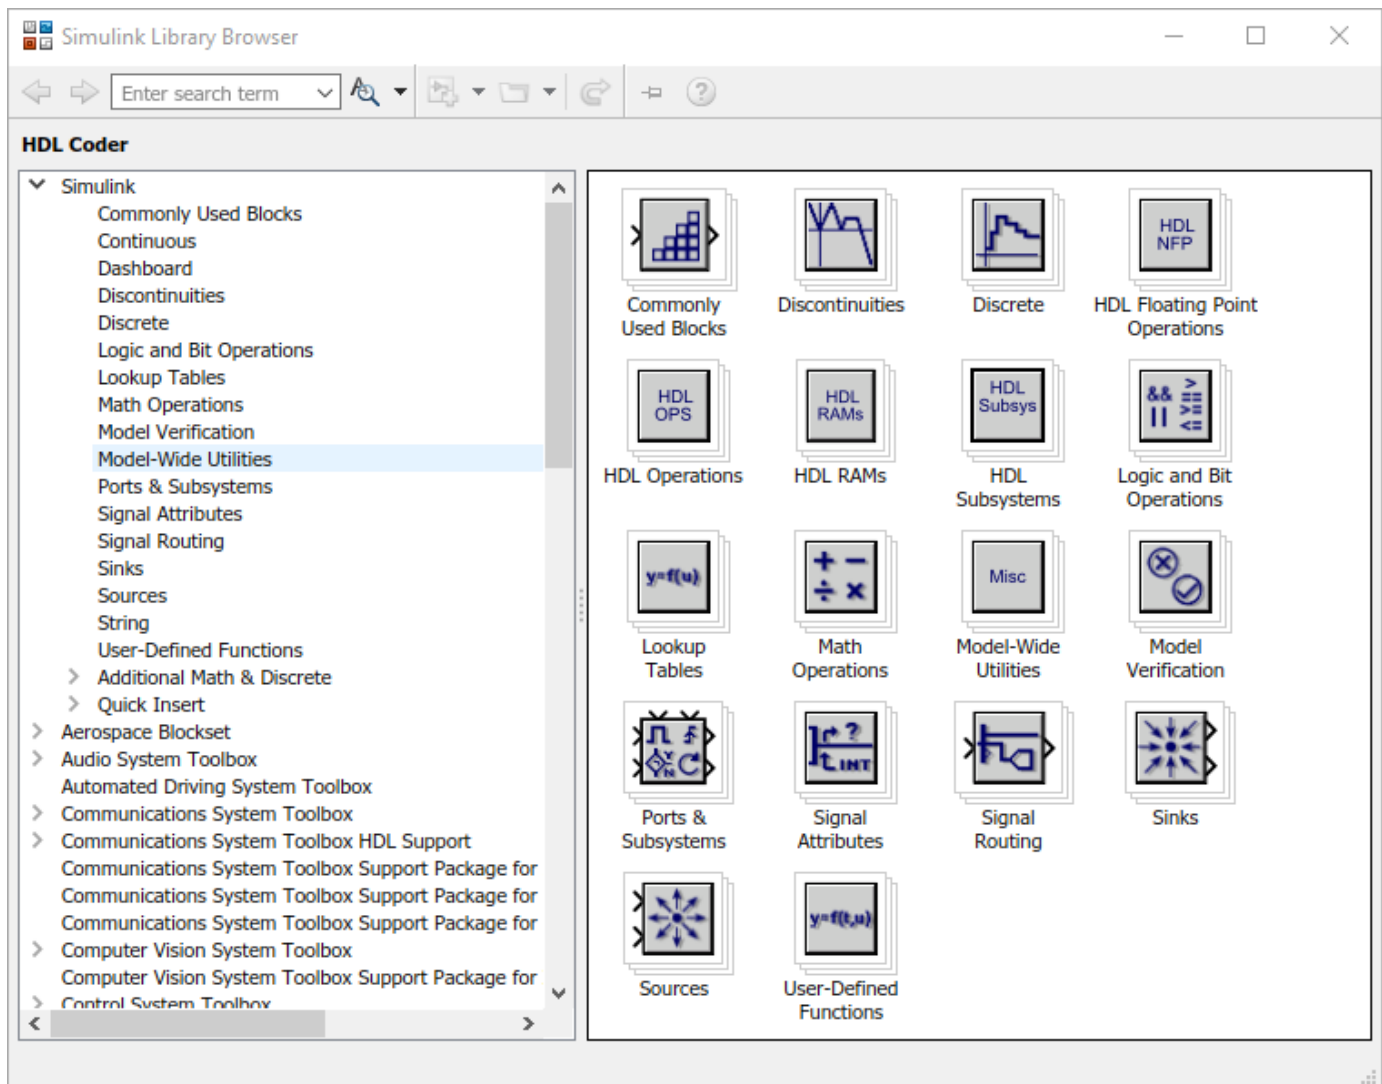 Simulink Library Browser
Enter search term
HDL Coder
Simulink
Commonly Used Blocks
Continuous
Dashboard
Discontinuities
Discrete
Logic and Bit Operations
Lookup Tables
Math Operations
Model Verification
Model-Wide Utilities
Ports & Subsystems
Signal Attributes
Signal Routing
Sinks
Sources
String
User-Defined Functions
Additional Math & Discrete
Quick Insert
Aerospace Blockset
Audio System Toolbox
Automated Driving System Toolbox
Communications System Toolbox
Communications System Toolbox HDL Support
Communications System Toolbox Support Package for
Communications System Toolbox Support Package for
Communications System Toolbox Support Package for
Computer Vision System Toolbox
Computer Vision System Toolbox Support Package for
Control System Toolbox
Commonly
Used Blocks
Discontinuities
Discrete
HDL
NFP
HDL Floating Point
Operations
HDL
OPS
HDL Operations
HDL
RAMs
HDL RAMs
HDL
Subsys
HDL
Subsystems
&& >
|| ==
>=
<=
Logic and Bit
Operations
y=f(u)
Lookup
Tables
+ −
÷ ×
Math
Operations
Misc
Model-Wide
Utilities
Model
Verification
Y
N
Ports &
Subsystems
?
INT
Signal
Attributes
Signal
Routing
Sinks
Sources
y=f(t,u)
User-Defined
Functions